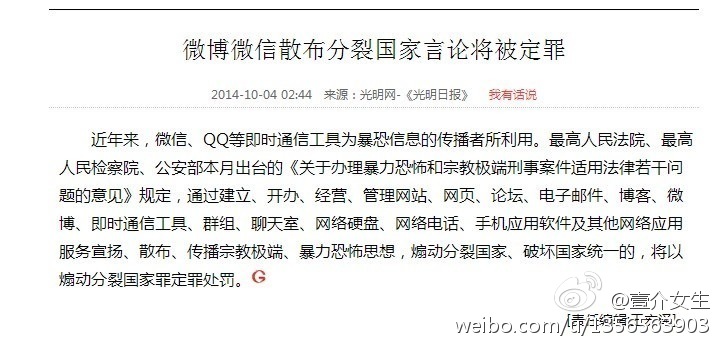 微博微信散布分裂国家言论将被定罪
2014-10-04 02:44 来源：光明网-《光明日报》 我有话说
近年来，微信、QQ等即时通信工具为暴恐信息的传播者所利用。最高人民法院、最高
人民检察院、公安部本月出台的《关于办理暴力恐怖和宗教极端刑事案件适用法律若干问
题的意见》规定，通过建立、开办、经营、管理网站、网页、论坛、电子邮件、博客、微
博、即时通信工具、群组、聊天室、网络硬盘、网络电话、手机应用软件及其他网络应用
服务宣扬、散布、传播宗教极端、暴力恐怖思想，煽动分裂国家、破坏国家统一的，将以
煽动分裂国家罪定罪处罚。
@壹介女生
[责任编辑:王宏泽]
weibo.com/u/1356363903